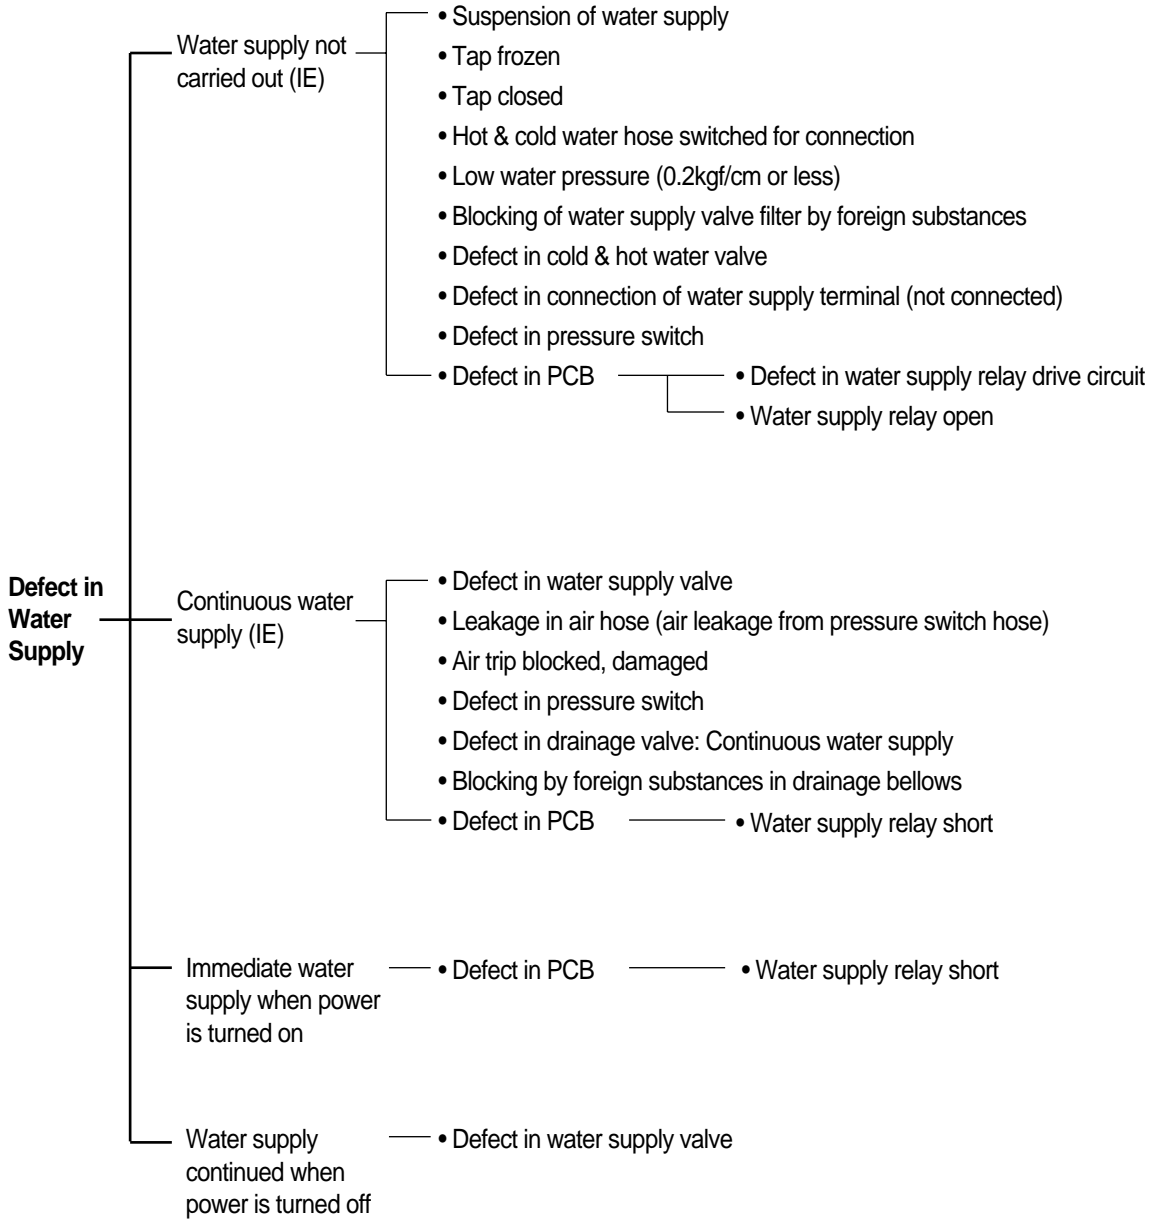 • Suspension of water supply
Water supply not
carried out (IE)
• Tap frozen
• Tap closed
• Hot & cold water hose switched for connection
• Low water pressure (0.2kgf/cm or less)
• Blocking of water supply valve filter by foreign substances
• Defect in cold & hot water valve
• Defect in connection of water supply terminal (not connected)
• Defect in pressure switch
• Defect in PCB
• Defect in water supply relay drive circuit
• Water supply relay open
Defect in
Water
Supply
Continuous water
supply (IE)
• Defect in water supply valve
• Leakage in air hose (air leakage from pressure switch hose)
• Air trip blocked, damaged
• Defect in pressure switch
• Defect in drainage valve: Continuous water supply
• Blocking by foreign substances in drainage bellows
• Defect in PCB
• Water supply relay short
Immediate water
supply when power
is turned on
• Defect in PCB
• Water supply relay short
Water supply
continued when
power is turned off
• Defect in water supply valve